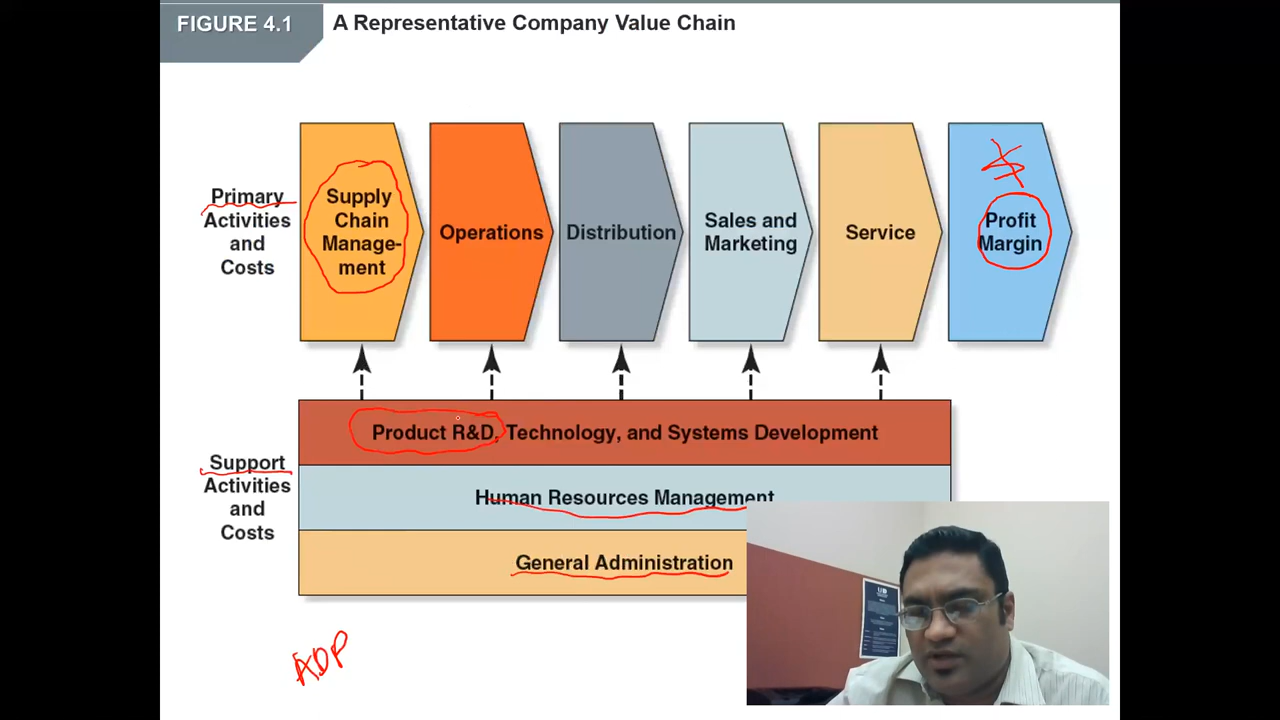 FIGURE 4.1
A Representative Company Value Chain
Primary
Activities
and
Costs
Supply
Chain
Manage-
ment
Operations
Distribution
Sales and
Marketing
Service
Profit
Margin
Support
Activities
and
Costs
Product R&D, Technology, and Systems Development
Human Resources Management
General Administration
ADP